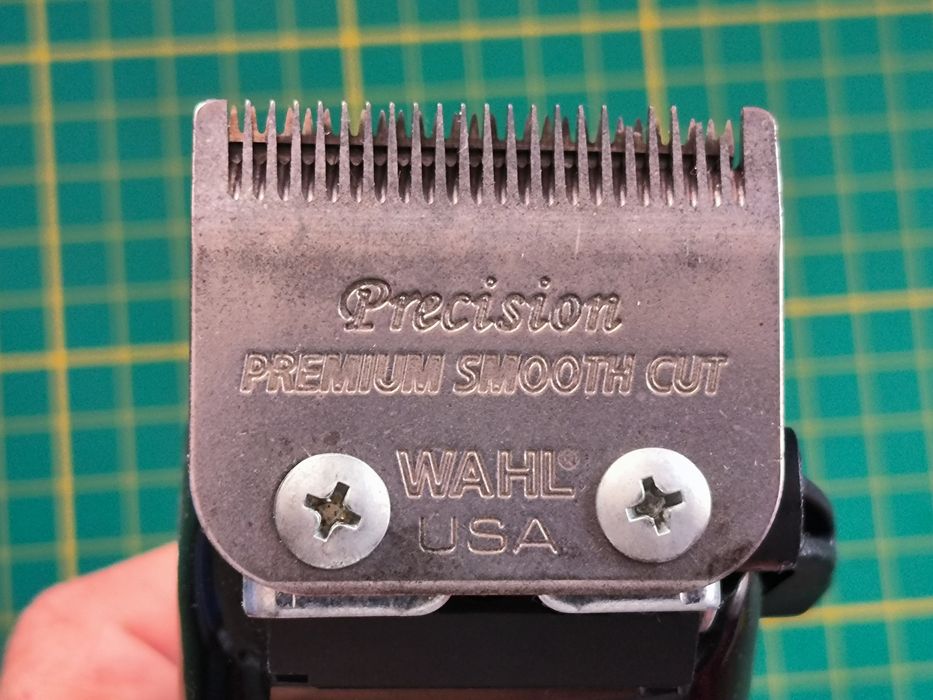 Precision
PREMIUM SMOOTH CUT
WAHL®
USA